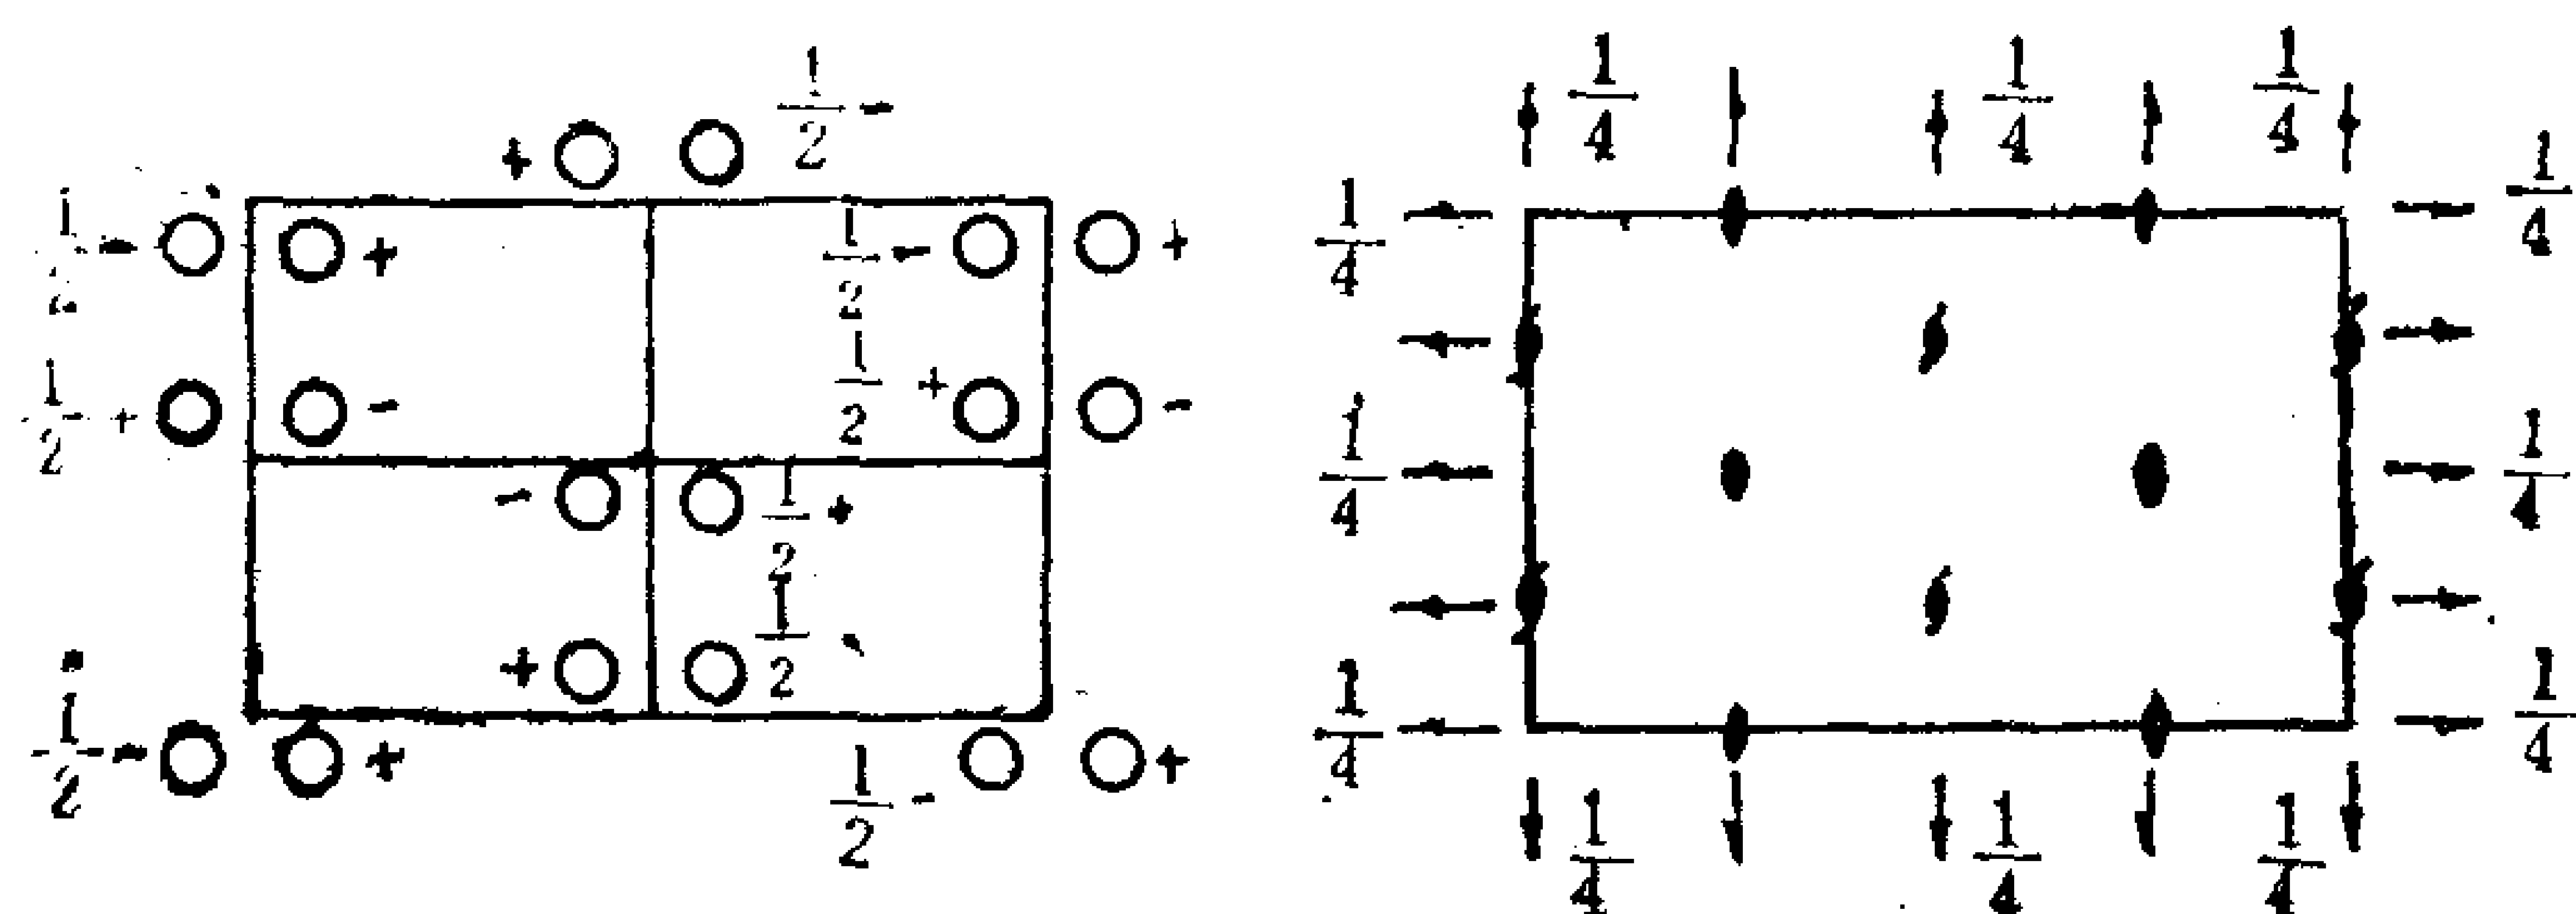 1/2 -
+
1/2 - + 1/2 - +
1/2 + - 1/2 + -
- 1/2 +
+ 1/2
1/2 - + 1/2 - +
1/4 1/4 1/4
1/4 1/4
1/4 1/4
1/4 1/4
1/4 1/4 1/4